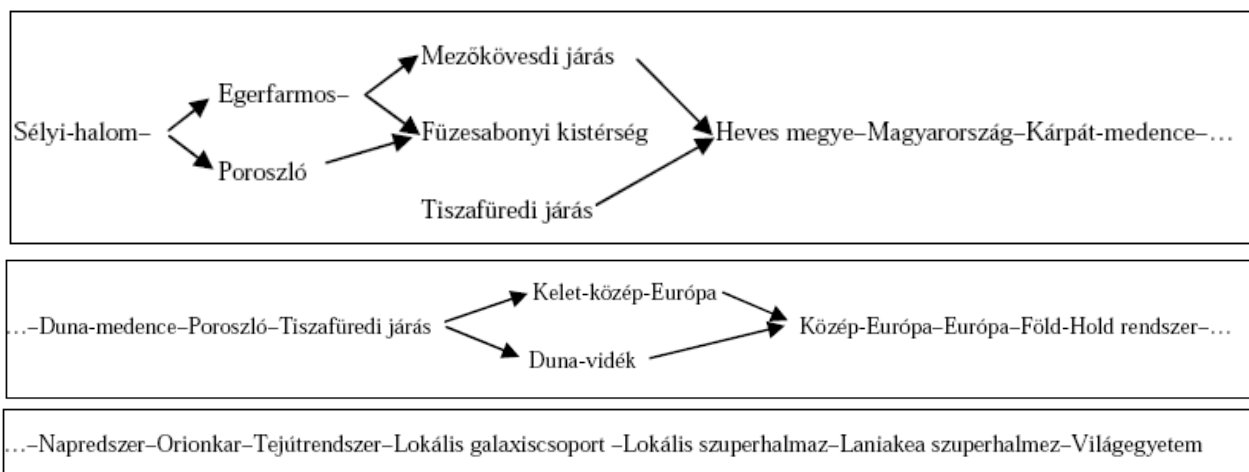 Mezőkövesdi járás
Egerfarmos–
Sélyi-halom–
Füzesabonyi kistérség
Heves megye–Magyarország–Kárpát-medence–…
Poroszló
Tiszafüredi járás
Kelet-közép-Európa
…–Duna-medence–Poroszló–Tiszafüredi járás
Közép-Európa–Európa–Föld-Hold rendszer–…
Duna-vidék
…–Napredszer–Orionkar–Tejútrendszer–Lokális galaxiscsoport –Lokális szuperhalmaz–Laniakea szuperhalmez–Világegyetem